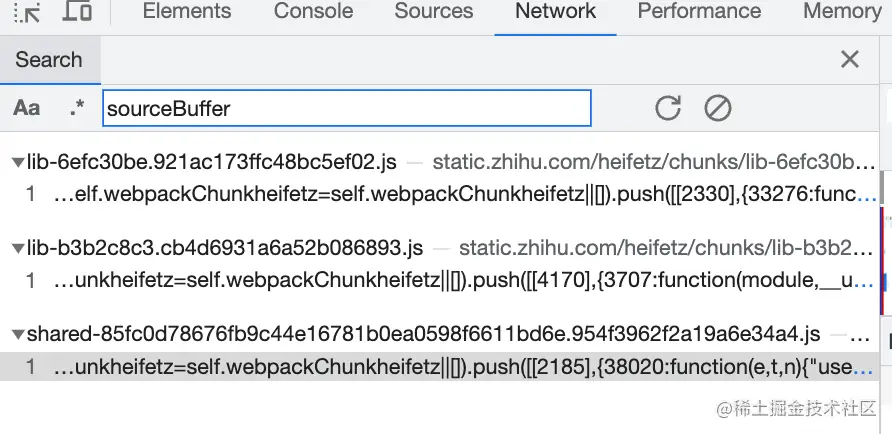 Elements Console Sources Network Performance Memory
Search
Aa .* sourceBuffer
lib-6efc30be.921ac173ffc48bc5ef02.js — static.zhihu.com/heifetz/chunks/lib-6efc30b…
1 …elf.webpackChunkheifetz=self.webpackChunkheifetz||[]).push([[2330],{33276:func…
lib-b3b2c8c3.cb4d6931a6a52b086893.js — static.zhihu.com/heifetz/chunks/lib-b3b2…
1 …unkheifetz=self.webpackChunkheifetz||[]).push([[4170],{3707:function(module,__u…
shared-85fc0d78676fb9c44e16781b0ea0598f6611bd6e.954f3962f2a19a6e34a4.js —…
1 …unkheifetz=self.webpackChunkheifetz||[]).push([[2185],{38020:function(e,t,n){"use…
@稀土掘金技术社区